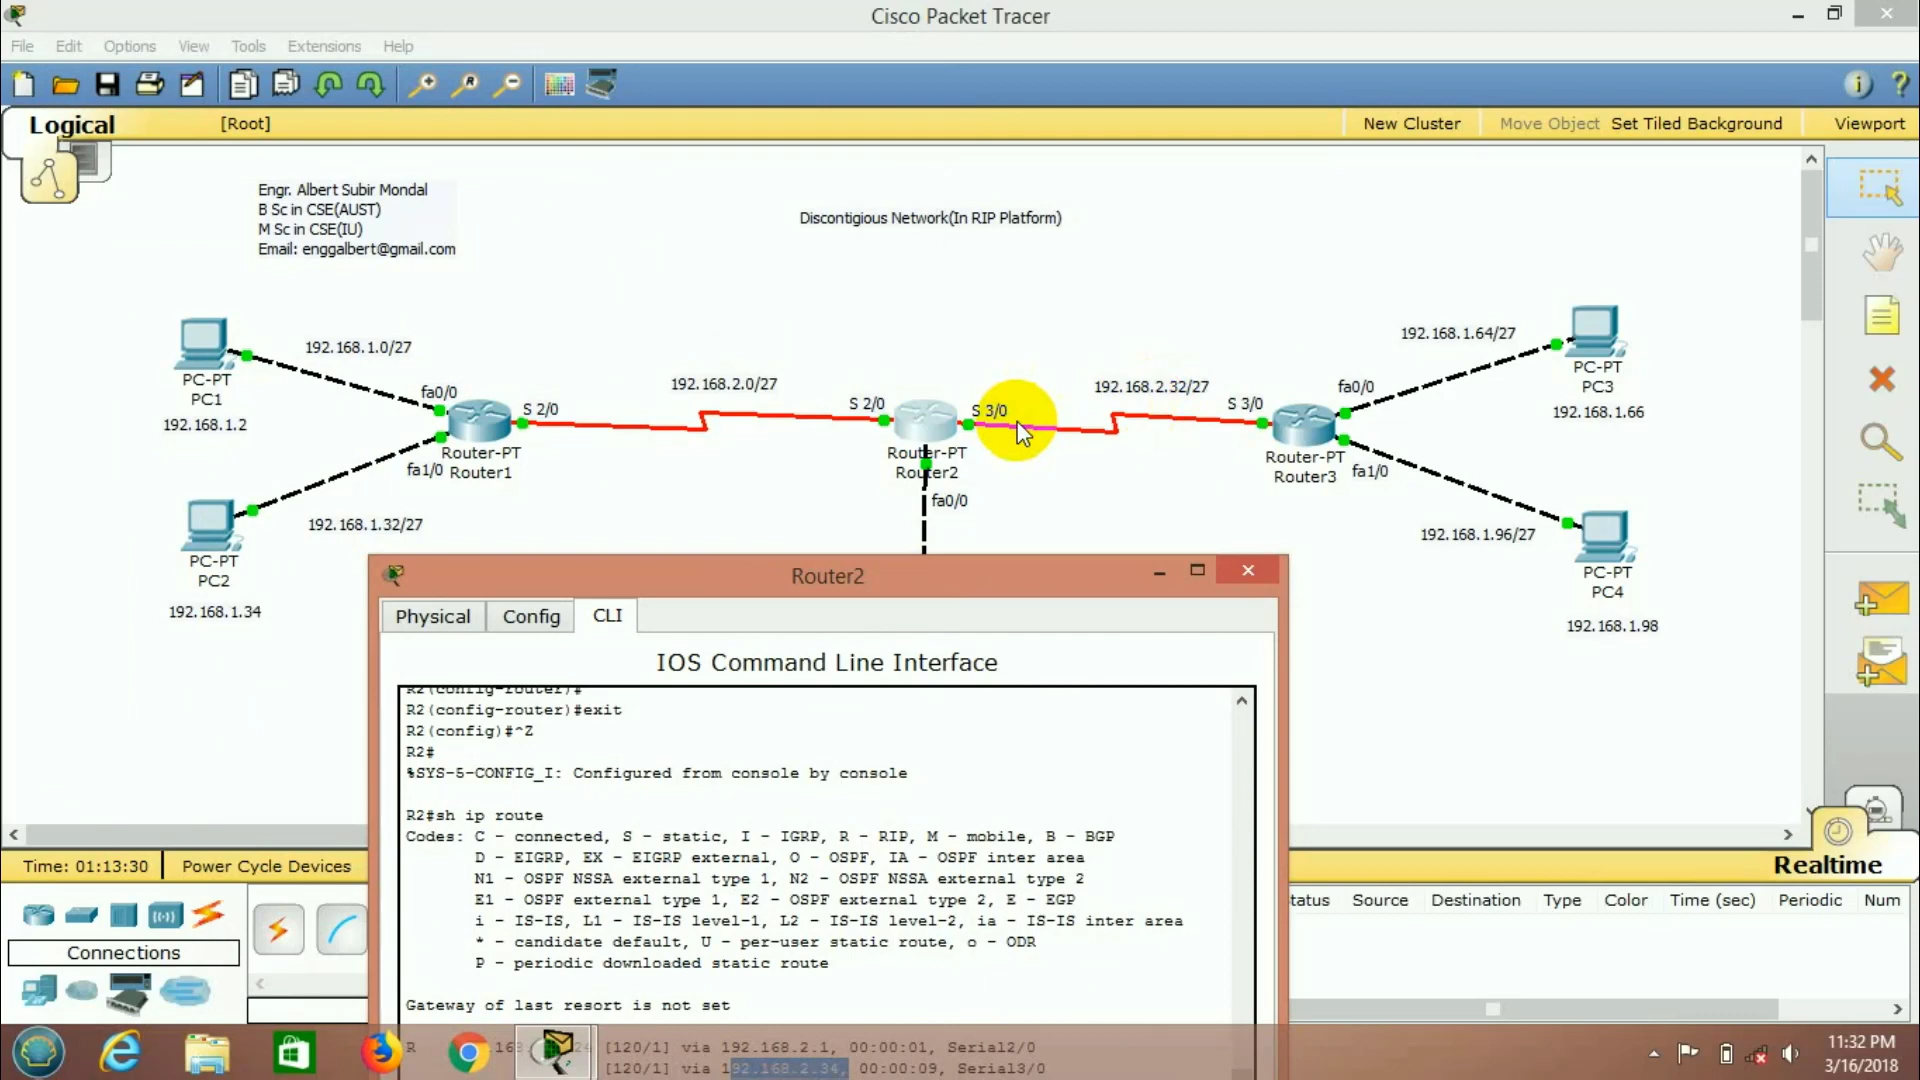 Cisco Packet Tracer
File Edit Options View Tools Extensions Help
Logical [Root] New Cluster Move Object Set Tiled Background Viewport
Engr. Albert Subir Mondal
B Sc in CSE(AUST)
M Sc in CSE(IU)
Email: enggalbert@gmail.com
Discontigious Network(In RIP Platform)
PC-PT
PC1
192.168.1.2
192.168.1.0/27
fa0/0
S 2/0
Router-PT
Router1
fa1/0
192.168.1.32/27
PC-PT
PC2
192.168.1.34
192.168.2.0/27
S 2/0
S 3/0
Router-PT
Router2
fa0/0
192.168.2.32/27
S 3/0
Router-PT
Router3
fa0/0
fa1/0
192.168.1.64/27
PC-PT
PC3
192.168.1.66
192.168.1.96/27
PC-PT
PC4
192.168.1.98
Router2
Physical Config CLI
IOS Command Line Interface
R2(config-router)#
R2(config-router)#exit
R2(config)#^Z
R2#
%SYS-5-CONFIG_I: Configured from console by console
R2#sh ip route
Codes: C - connected, S - static, I - IGRP, R - RIP, M - mobile, B - BGP
D - EIGRP, EX - EIGRP external, O - OSPF, IA - OSPF inter area
N1 - OSPF NSSA external type 1, N2 - OSPF NSSA external type 2
E1 - OSPF external type 1, E2 - OSPF external type 2, E - EGP
i - IS-IS, L1 - IS-IS level-1, L2 - IS-IS level-2, ia - IS-IS inter area
* - candidate default, U - per-user static route, o - ODR
P - periodic downloaded static route
Gateway of last resort is not set
R [120/1] via 192.168.2.1, 00:00:01, Serial2/0
[120/1] via 192.168.2.34, 00:00:09, Serial3/0
Time: 01:13:30 Power Cycle Devices
Realtime
Connections
Source Destination Type Color Time (sec) Periodic Num
11:32 PM
3/16/2018